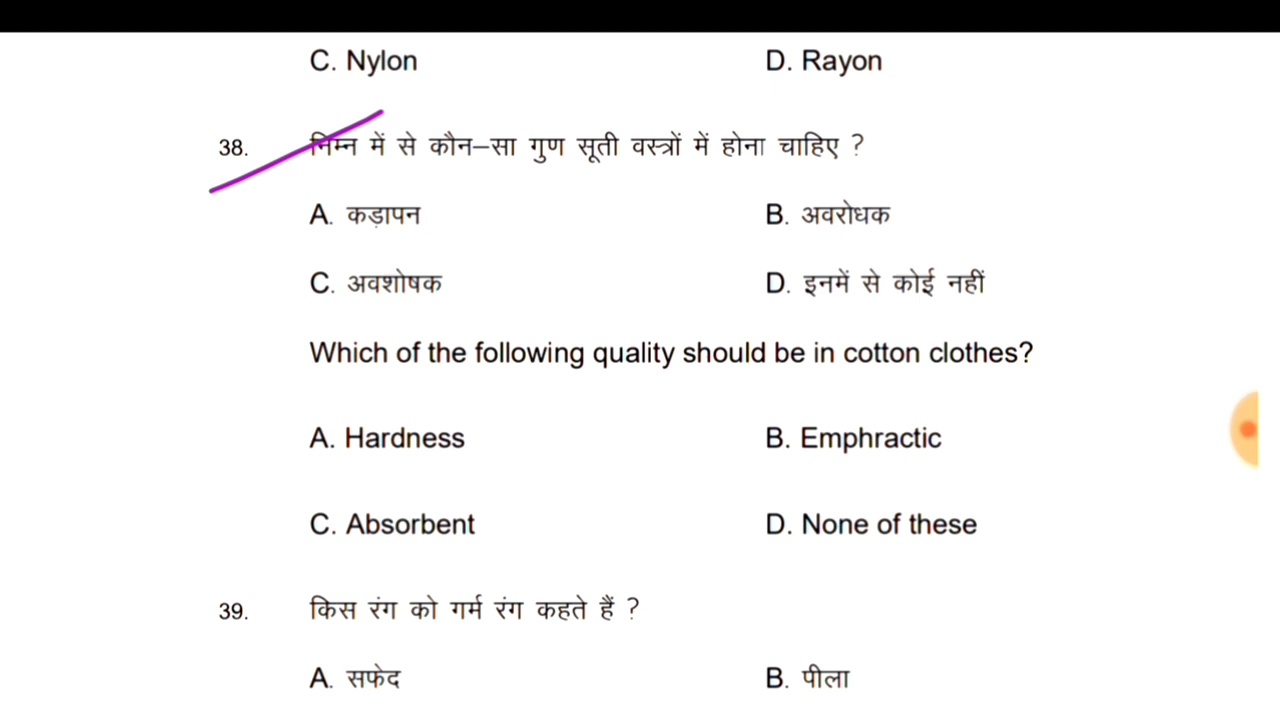 C. Nylon D. Rayon
38. निम्न में से कौन–सा गुण सूती वस्त्रों में होना चाहिए ?
A. कड़ापन B. अवरोधक
C. अवशोषक D. इनमें से कोई नहीं
Which of the following quality should be in cotton clothes?
A. Hardness B. Emphractic
C. Absorbent D. None of these
39. किस रंग को गर्म रंग कहते हैं ?
A. सफेद B. पीला